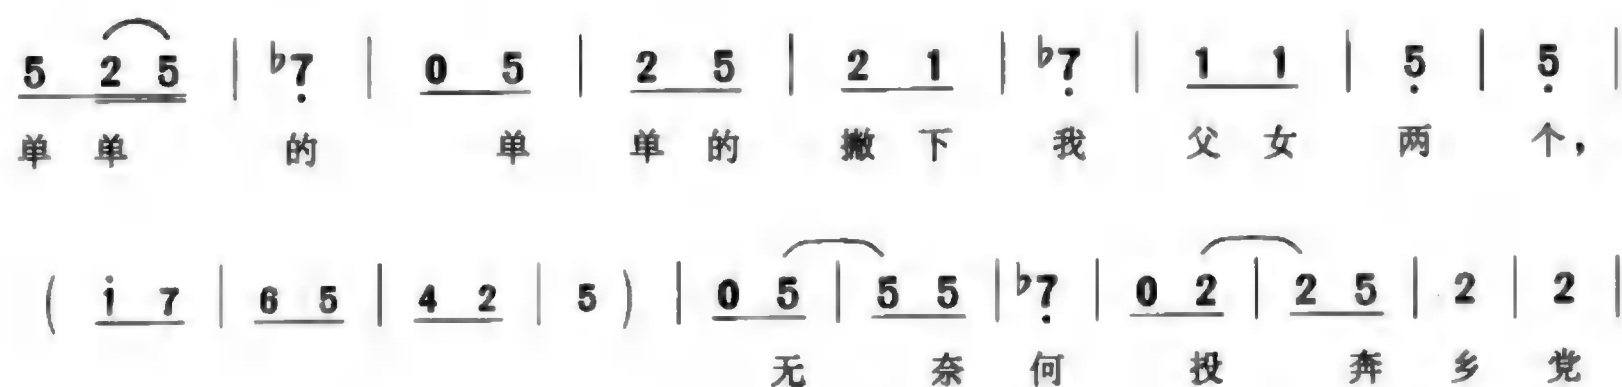 5 2 5 | ♭7̣ | 0 5 | 2 5 | 2 1 | ♭7̣ | 1 1 | 5̣ | 5̣ |
单 单 的 单 单 的 撇 下 我 父 女 两 个，
( i̇ 7 | 6 5 | 4 2 | 5 ) | 0 5 | 5 5 | ♭7̣ | 0 2 | 2 5 | 2 | 2 |
无 奈 何 投 奔 乡 党